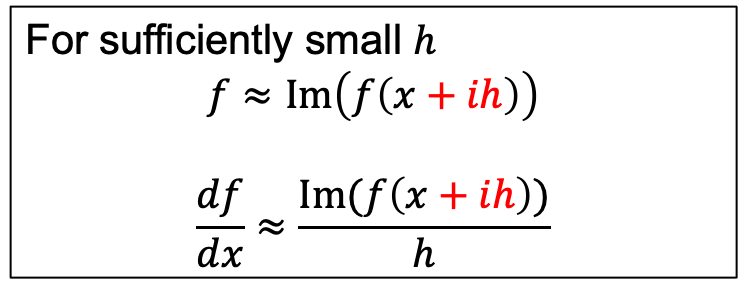 For sufficiently small h
f ≈ Im(f(x + ih))
df/dx ≈ Im(f(x + ih))/h